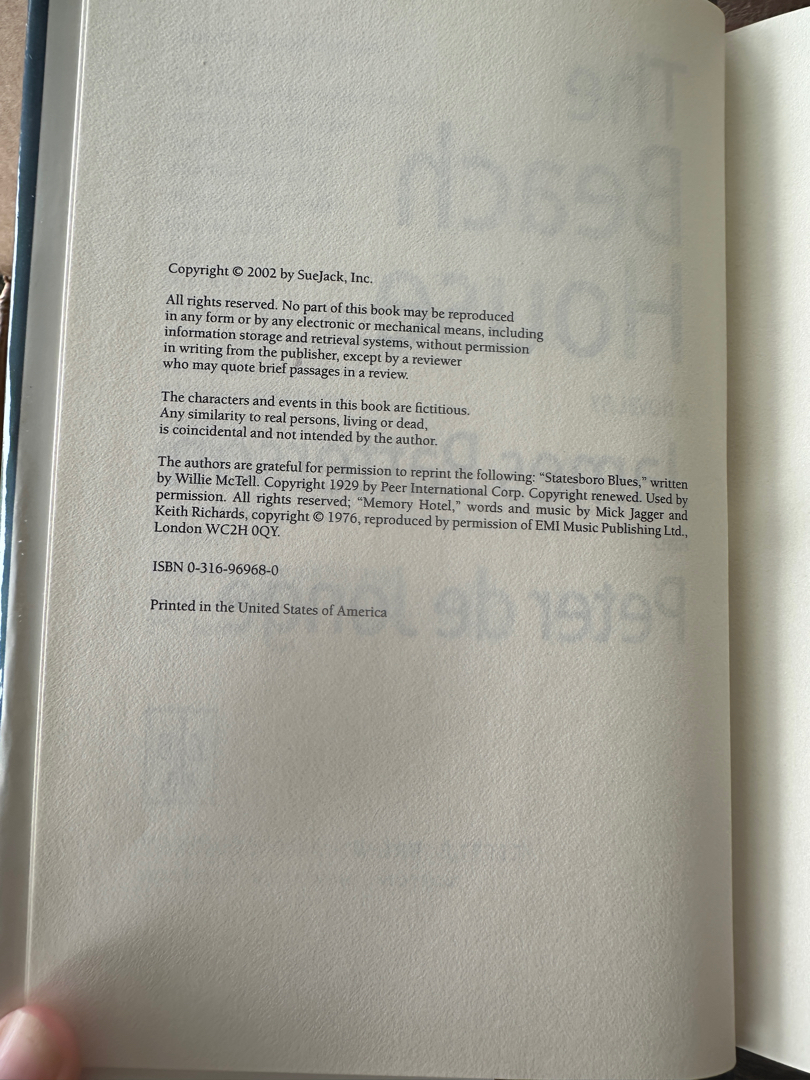 Copyright © 2002 by SueJack, Inc.
All rights reserved. No part of this book may be reproduced
in any form or by any electronic or mechanical means, including
information storage and retrieval systems, without permission
in writing from the publisher, except by a reviewer
who may quote brief passages in a review.
The characters and events in this book are fictitious.
Any similarity to real persons, living or dead,
is coincidental and not intended by the author.
The authors are grateful for permission to reprint the following: “Statesboro Blues,” written
by Willie McTell. Copyright 1929 by Peer International Corp. Copyright renewed. Used by
permission. All rights reserved; “Memory Hotel,” words and music by Mick Jagger and
Keith Richards, copyright © 1976, reproduced by permission of EMI Music Publishing Ltd.,
London WC2H 0QY.
ISBN 0-316-96968-0
Printed in the United States of America
The
Beach
Peter de Jonge